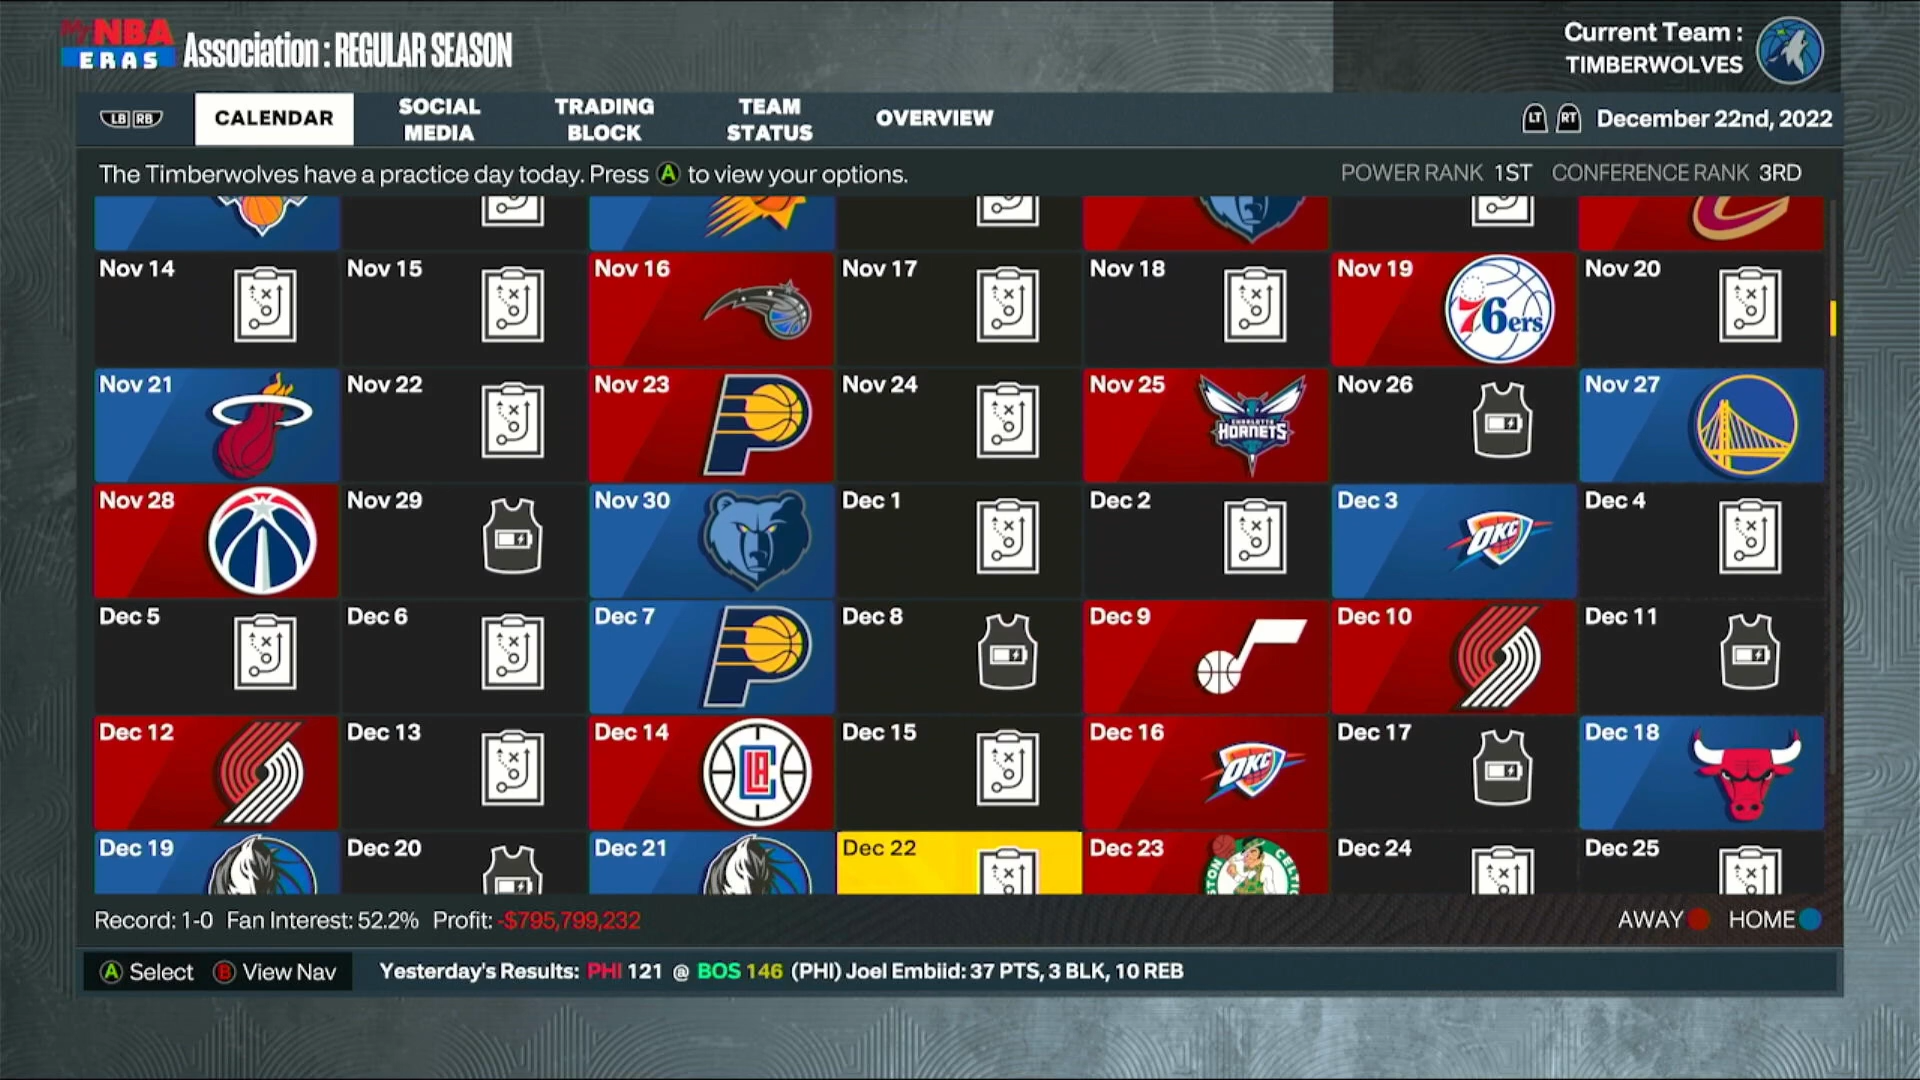 My NBA
ERAS
Association : REGULAR SEASON
Current Team :
TIMBERWOLVES
LB RB
CALENDAR
SOCIAL
MEDIA
TRADING
BLOCK
TEAM
STATUS
OVERVIEW
LT RT December 22nd, 2022
The Timberwolves have a practice day today. Press A to view your options.
POWER RANK 1ST CONFERENCE RANK 3RD
Nov 14 Nov 15 Nov 16 Nov 17 Nov 18 Nov 19 76ers Nov 20
Nov 21 Nov 22 Nov 23 Nov 24 Nov 25 CHARLOTTE HORNETS Nov 26 Nov 27
Nov 28 Nov 29 Nov 30 Dec 1 Dec 2 Dec 3 OKC Dec 4
Dec 5 Dec 6 Dec 7 Dec 8 Dec 9 Dec 10 Dec 11
Dec 12 Dec 13 Dec 14 LA Dec 15 Dec 16 OKC Dec 17 Dec 18
Dec 19 Dec 20 Dec 21 Dec 22 Dec 23 STON CELTIC Dec 24 Dec 25
Record: 1-0 Fan Interest: 52.2% Profit: -$795,799,232
AWAY HOME
A Select B View Nav
Yesterday's Results: PHI 121 @ BOS 146 (PHI) Joel Embiid: 37 PTS, 3 BLK, 10 REB